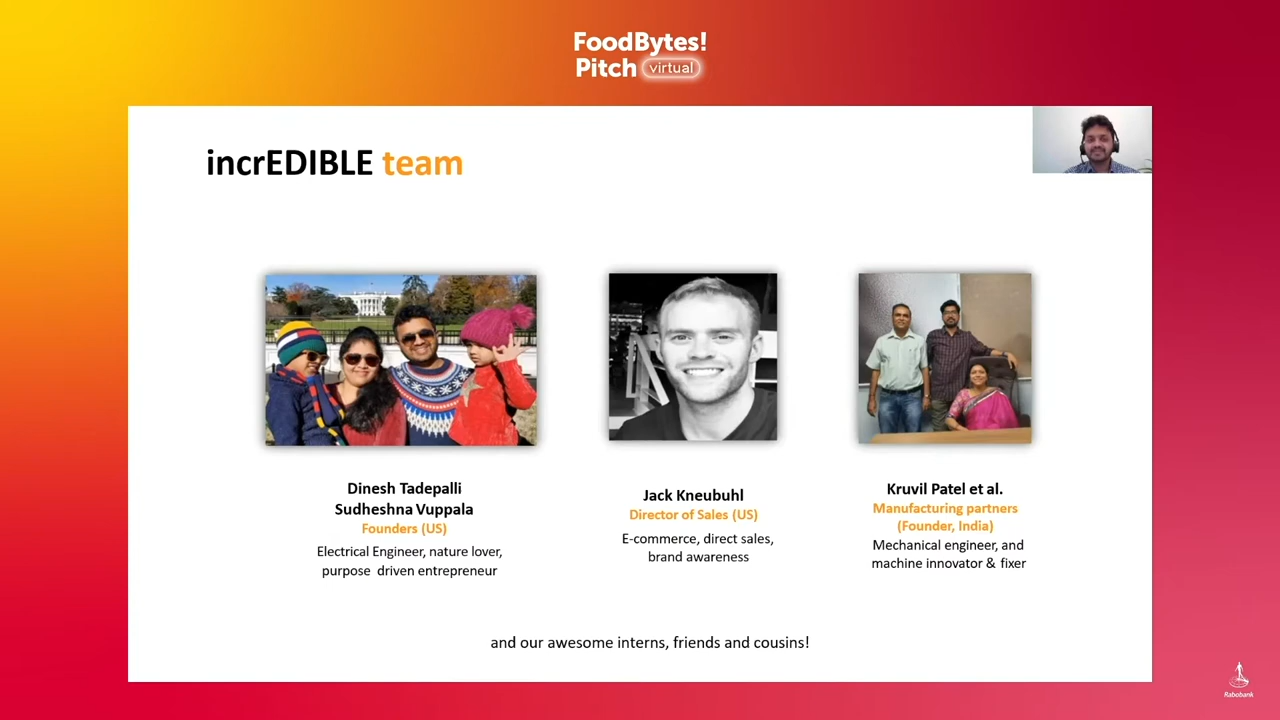 FoodBytes!
Pitch virtual
incrEDIBLE team
Dinesh Tadepalli
Sudheshna Vuppala
Founders (US)
Electrical Engineer, nature lover,
purpose driven entrepreneur
Jack Kneubuhl
Director of Sales (US)
E-commerce, direct sales,
brand awareness
Kruvil Patel et al.
Manufacturing partners
(Founder, India)
Mechanical engineer, and
machine innovator & fixer
and our awesome interns, friends and cousins!
Rabobank